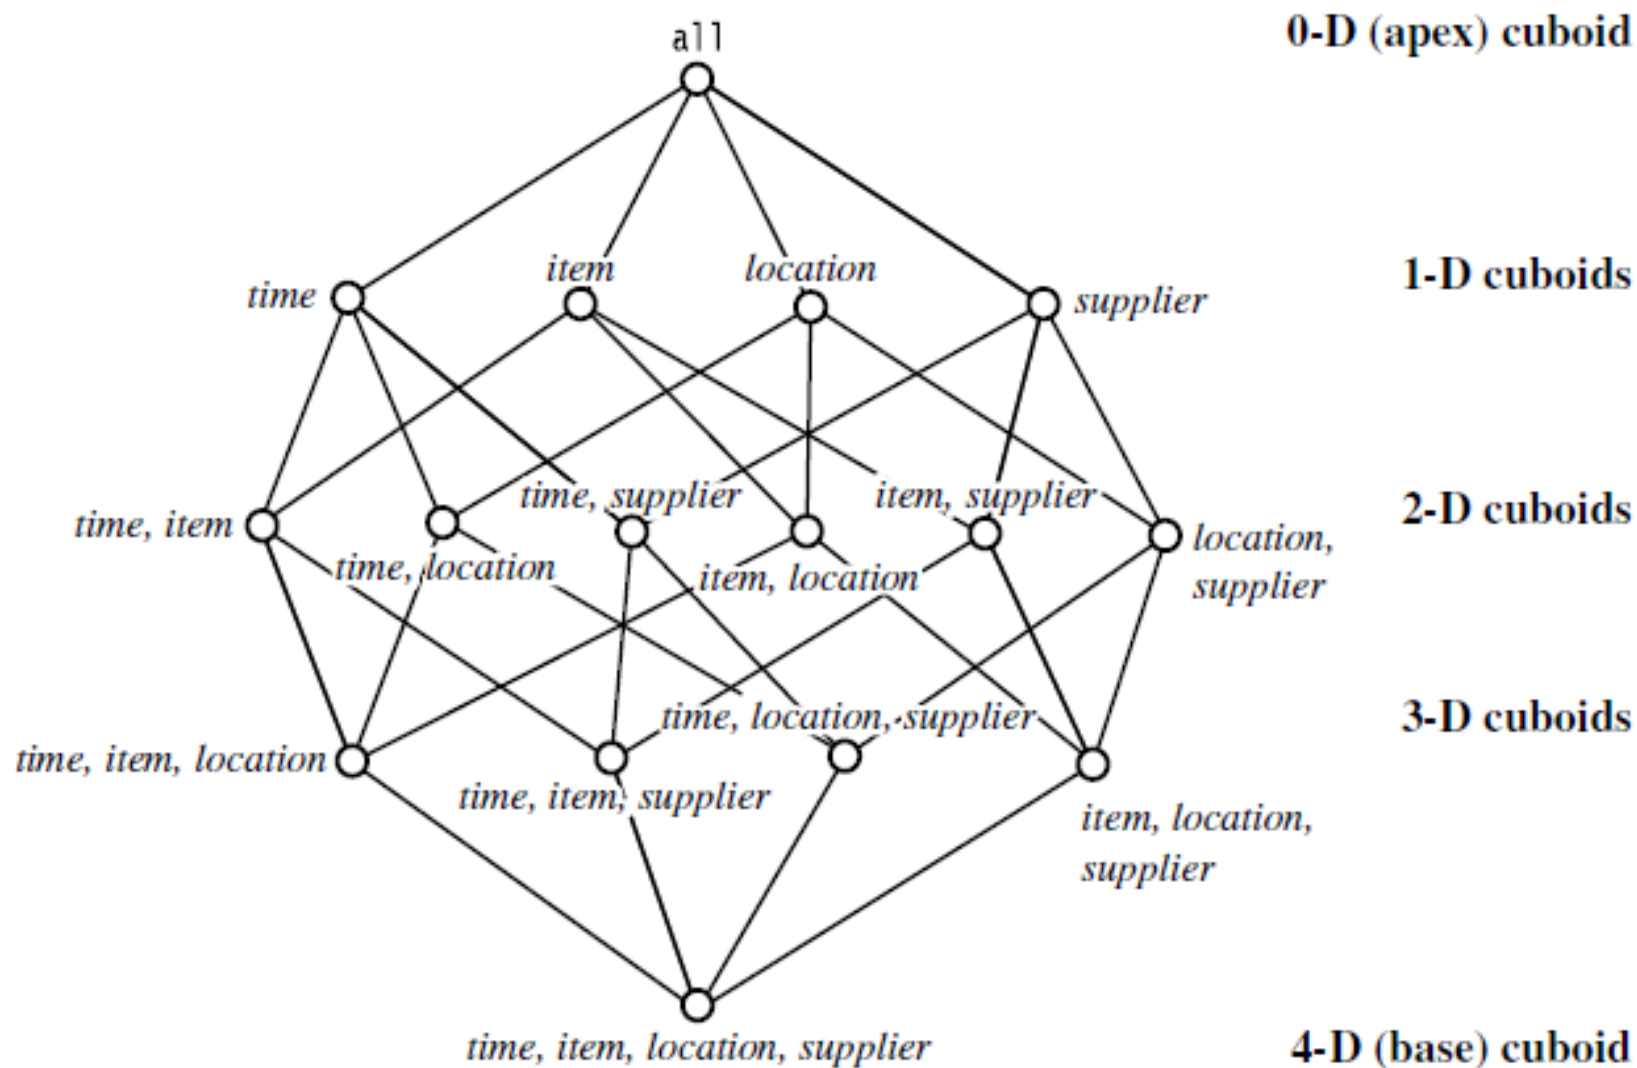 all
0-D (apex) cuboid
time
item
location
supplier
1-D cuboids
time, item
time, location
time, supplier
item, location
item, supplier
location,
supplier
2-D cuboids
time, item, location
time, item, supplier
time, location, supplier
item, location,
supplier
3-D cuboids
time, item, location, supplier
4-D (base) cuboid